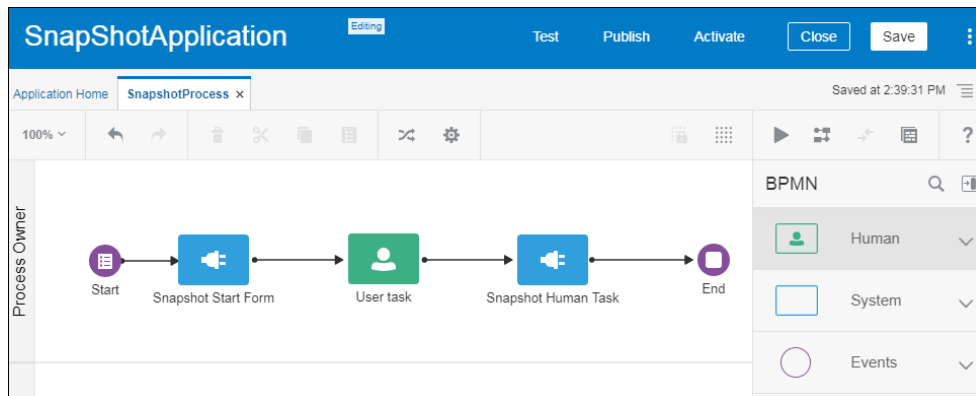 SnapShotApplication
Editing
Test
Publish
Activate
Close
Save
Application Home
SnapshotProcess ×
Saved at 2:39:31 PM
100%
?
BPMN
Process Owner
Human
Start
Snapshot Start Form
User task
Snapshot Human Task
End
System
Events